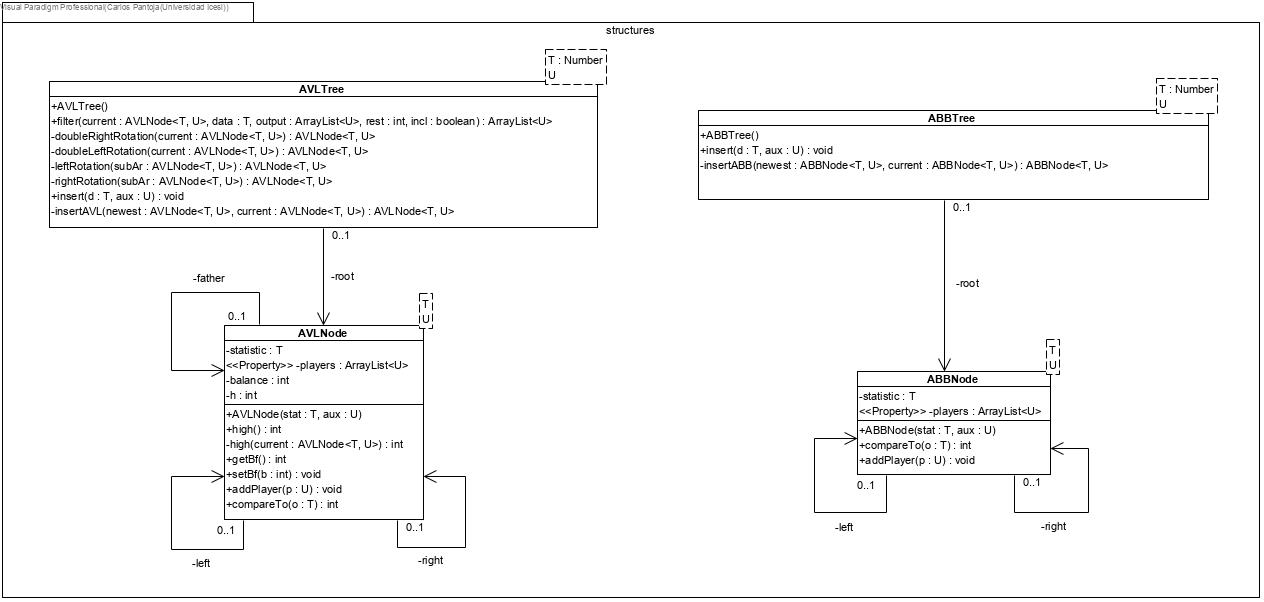 Visual Paradigm Professional(Carlos Pantoja(Universidad Icesi))
structures
T : Number
U
AVLTree
+AVLTree()
+filter(current : AVLNode<T, U>, data : T, output : ArrayList<U>, rest : int, incl : boolean) : ArrayList<U>
-doubleRightRotation(current : AVLNode<T, U>) : AVLNode<T, U>
-doubleLeftRotation(current : AVLNode<T, U>) : AVLNode<T, U>
-leftRotation(subAr : AVLNode<T, U>) : AVLNode<T, U>
-rightRotation(subAr : AVLNode<T, U>) : AVLNode<T, U>
+insert(d : T, aux : U) : void
-insertAVL(newest : AVLNode<T, U>, current : AVLNode<T, U>) : AVLNode<T, U>
0..1
-root
-father
0..1
T
U
AVLNode
-statistic : T
<<Property>> -players : ArrayList<U>
-balance : int
-h : int
+AVLNode(stat : T, aux : U)
+high() : int
-high(current : AVLNode<T, U>) : int
+getBf() : int
+setBf(b : int) : void
+addPlayer(p : U) : void
+compareTo(o : T) : int
0..1
-left
0..1
-right
T : Number
U
ABBTree
+ABBTree()
+insert(d : T, aux : U) : void
-insertABB(newest : ABBNode<T, U>, current : ABBNode<T, U>) : ABBNode<T, U>
0..1
-root
T
U
ABBNode
-statistic : T
<<Property>> -players : ArrayList<U>
+ABBNode(stat : T, aux : U)
+compareTo(o : T) : int
+addPlayer(p : U) : void
0..1
-left
0..1
-right